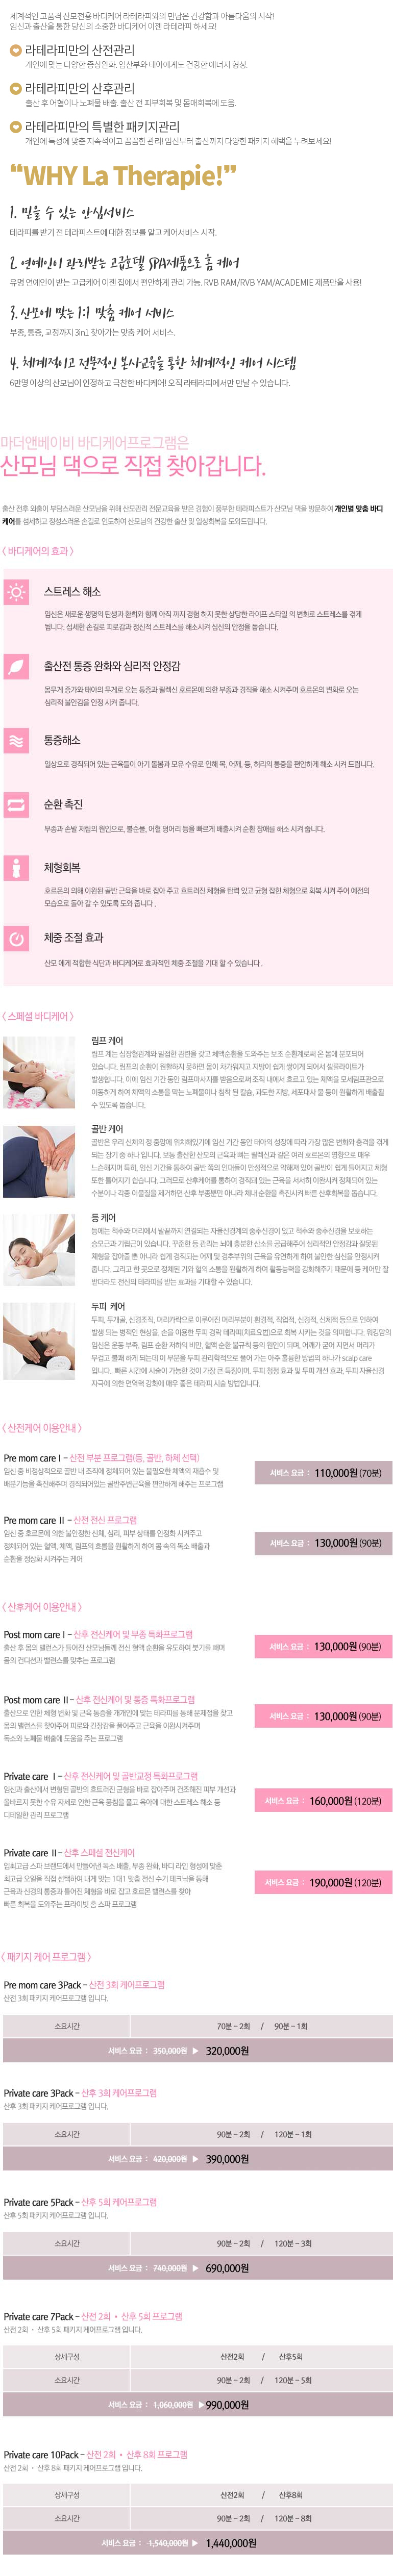 체계적인 고품격 산모전용 바디케어 라테라피와의 만남은 건강함과 아름다움의 시작!
임신과 출산을 통한 당신의 소중한 바디케어 이젠 라테라피 하세요!
라테라피만의 산전관리
개인에 맞는 다양한 증상완화. 임산부와 태아에게도 건강한 에너지 형성.
라테라피만의 산후관리
출산 후 어혈이나 노폐물 배출. 출산 전 피부회복 및 몸매회복에 도움.
라테라피만의 특별한 패키지관리
개인에 특성에 맞춘 지속적이고 꼼꼼한 관리! 임신부터 출산까지 다양한 패키지 혜택을 누려보세요!
“WHY La Therapie!”
1. 믿을 수 있는 안심서비스
테라피를 받기 전 테라피스트에 대한 정보를 알고 케어서비스 시작.
2. 연예인이 관리받는 고급호텔 SPA제품으로 홈 케어
유명 연예인이 받는 고급케어 이젠 집에서 편안하게 관리 가능. RVB RAM/RVB YAM/ACADEMIE 제품만을 사용!
3. 산모에 맞는 1:1 맞춤 케어 서비스
부종, 통증, 교정까지 3in1 찾아가는 맞춤 케어 서비스.
4. 체계적이고 전문적인 본사교육을 통한 체계적인 케어 시스템
6만명 이상의 산모님이 인정하고 극찬한 바디케어! 오직 라테라피에서만 만날 수 있습니다.
마더앤베이비 바디케어프로그램은
산모님 댁으로 직접 찾아갑니다.
출산 전후 외출이 부담스러운 산모님을 위해 산모관리 전문교육을 받은 경험이 풍부한 테라피스트가 산모님 댁을 방문하여 개인별 맞춤 바디
케어를 섬세하고 정성스러운 손길로 인도하여 산모님의 건강한 출산 및 일상회복을 도와드립니다.
〈 바디케어의 효과 〉
스트레스 해소
임신은 새로운 생명의 탄생과 환희와 함께 아직 까지 경험 하지 못한 상당한 라이프 스타일 의 변화로 스트레스를 겪게
됩니다. 섬세한 손길로 피로감과 정신적 스트레스를 해소시켜 심신의 안정을 돕습니다.
출산전 통증 완화와 심리적 안정감
몸무게 증가와 태아의 무게로 오는 통증과 릴렉신 호르몬에 의한 부종과 경직을 해소 시켜주며 호르몬의 변화로 오는
심리적 불안감을 안정 시켜 줍니다.
통증해소
일상으로 경직되어 있는 근육들이 아기 돌봄과 모유 수유로 인해 목, 어깨, 등, 허리의 통증을 편안하게 해소 시켜 드립니다.
순환 촉진
부종과 손발 저림의 원인으로, 불순물, 어혈 덩어리 등을 빠르게 배출시켜 순환 장애를 해소 시켜 줍니다.
체형회복
호르몬의 의해 이완된 골반 근육을 바로 잡아 주고 흐트러진 체형을 탄력 있고 균형 잡힌 체형으로 회복 시켜 주어 예전의
모습으로 돌아 갈 수 있도록 도와 줍니다 .
체중 조절 효과
산모 에게 적합한 식단과 바디케어로 효과적인 체중 조절을 기대 할 수 있습니다 .
〈 스페셜 바디케어 〉
림프 케어
림프 계는 심장혈관계와 밀접한 관련을 갖고 체액순환을 도와주는 보조 순환계로써 온 몸에 분포되어
있습니다. 림프의 순환이 원활하지 못하면 몸이 차가워지고 지방이 쉽게 쌓이게 되어서 셀룰라이트가
발생합니다. 이에 임신 기간 동안 림프마사지를 받음으로써 조직 내에서 흐르고 있는 체액을 모세림프관으로
이동하게 하여 체액의 소통을 막는 노폐물이나 침착 된 칼슘, 과도한 지방, 세포대사 물 등이 원활하게 배출될
수 있도록 돕습니다.
골반 케어
골반은 우리 신체의 정 중앙에 위치해있기에 임신 기간 동안 태아의 성장에 따라 가장 많은 변화와 충격을 겪게
되는 장기 중 하나 입니다. 보통 출산한 산모의 근육과 뼈는 릴렉신과 같은 여러 호르몬의 영향으로 매우
느슨해지며 특히, 임신 기간을 통하여 골반 쪽의 인대들이 만성적으로 약해져 있어 골반이 쉽게 틀어지고 체형
또한 틀어지기 쉽습니다. 그러므로 산후케어를 통하여 경직돼 있는 근육을 서서히 이완시켜 정체되어 있는
수분이나 각종 이물질을 제거하면 산후 부종뿐만 아니라 체내 순환을 촉진시켜 빠른 산후회복을 돕습니다.
등 케어
등에는 척추와 머리에서 발끝까지 연결되는 자율신경계의 중추신경이 있고 척추와 중추신경을 보호하는
승모근과 기립근이 있습니다. 꾸준한 등 관리는 뇌에 충분한 산소를 공급해주어 심리적인 안정감과 잘못된
체형을 잡아줄 뿐 아니라 쉽게 경직되는 어깨 및 경추부위의 근육을 유연하게 하여 불안한 심신을 안정시켜
줍니다. 그리고 한 곳으로 정체된 기와 혈의 소통을 원활하게 하여 활동능력을 강화해주기 때문에 등 케어만 잘
받더라도 전신의 테라피를 받는 효과를 기대할 수 있습니다.
두피 케어
두피, 두개골, 신경조직, 머리카락으로 이루어진 머리부분이 환경적, 직업적, 신경적, 신체적 등으로 인하여
발생 되는 병적인 현상을, 손을 이용한 두피 경락 테라피(치료요법)으로 회복 시키는 것을 의미합니다. 워킹맘의
임신은 운동 부족, 림프 순환 저하의 비만, 혈액 순환 불규칙 등의 원인이 되며, 어깨가 굳어 지면서 머리가
무겁고 불쾌 하게 되는데 이 부분을 두피 관리학적으로 풀어 가는 아주 훌륭한 방법의 하나가 scalp care
입니다. 빠른 시간에 시술이 가능한 것이 가장 큰 특징이며, 두피 청정 효과 및 두피 개선 효과, 두피 자율신경
자극에 의한 면역력 강화에 매우 좋은 테라피 시술 방법입니다.
〈 산전케어 이용안내 〉
Pre mom care Ⅰ - 산전 부분 프로그램(등, 골반, 하체 선택)
임신 중 비정상적으로 골반 내 조직에 정체되어 있는 불필요한 체액의 재흡수 및
배분기능을 촉진해주며 경직되어있는 골반주변근육을 편안하게 해주는 프로그램
서비스 요금 : 110,000원 (70분)
Pre mom care Ⅱ - 산전 전신 프로그램
임신 중 호르몬에 의한 불안정한 신체, 심리, 피부 상태를 안정화 시켜주고
정체되어 있는 혈액, 체액, 림프의 흐름을 원활하게 하여 몸 속의 독소 배출과
순환을 정상화 시켜주는 케어
서비스 요금 : 130,000원 (90분)
〈 산후케어 이용안내 〉
Post mom care Ⅰ - 산후 전신케어 및 부종 특화프로그램
출산 후 몸의 밸런스가 틀어진 산모님들께 전신 혈액 순환을 유도하여 붓기를 빼며
몸의 컨디션과 밸런스를 맞추는 프로그램
서비스 요금 : 130,000원 (90분)
Post mom care Ⅱ- 산후 전신케어 및 통증 특화프로그램
출산으로 인한 체형 변화 및 근육 통증을 개개인에 맞는 테라피를 통해 문제점을 찾고
몸의 밸런스를 찾아주어 피로와 긴장감을 풀어주고 근육을 이완시켜주며
독소와 노폐물 배출에 도움을 주는 프로그램
서비스 요금 : 130,000원 (90분)
Private care Ⅰ- 산후 전신케어 및 골반교정 특화프로그램
임신과 출산에서 변형된 골반의 흐트러진 균형을 바로 잡아주며 건조해진 피부 개선과
올바르지 못한 수유 자세로 인한 근육 뭉침을 풀고 육아에 대한 스트레스 해소 등
디테일한 관리 프로그램
서비스 요금 : 160,000원 (120분)
Private care Ⅱ- 산후 스페셜 전신케어
임최고급 스파 브랜드에서 만들어낸 독소 배출, 부종 완화, 바디 라인 형성에 맞춘
최고급 오일을 직접 선택하여 내게 맞는 1대1 맞춤 전신 수기 테크닉을 통해
근육과 신경의 통증과 틀어진 체형을 바로 잡고 호르몬 밸런스를 찾아
빠른 회복을 도와주는 프라이빗 홈 스파 프로그램
서비스 요금 : 190,000원 (120분)
〈 패키지 케어 프로그램 〉
Pre mom care 3Pack - 산전 3회 케어프로그램
산전 3회 패키지 케어프로그램 입니다.
소요시간 70분 - 2회 / 90분 - 1회
서비스 요금 : 350,000원 ▶ 320,000원
Private care 3Pack - 산후 3회 케어프로그램
산후 3회 패키지 케어프로그램 입니다.
소요시간 90분 - 2회 / 120분 - 1회
서비스 요금 : 420,000원 ▶ 390,000원
Private care 5Pack - 산후 5회 케어프로그램
산후 5회 패키지 케어프로그램 입니다.
소요시간 90분 - 2회 / 120분 - 3회
서비스 요금 : 740,000원 ▶ 690,000원
Private care 7Pack - 산전 2회 • 산후 5회 프로그램
산전 2회 • 산후 5회 패키지 케어프로그램 입니다.
상세구성 산전2회 / 산후5회
소요시간 90분 - 2회 / 120분 - 5회
서비스 요금 : 1,060,000원 ▶990,000원
Private care 10Pack - 산전 2회 • 산후 8회 프로그램
산전 2회 • 산후 8회 패키지 케어프로그램 입니다.
상세구성 산전2회 / 산후8회
소요시간 90분 - 2회 / 120분 - 8회
서비스 요금 : 1,540,000원 ▶ 1,440,000원